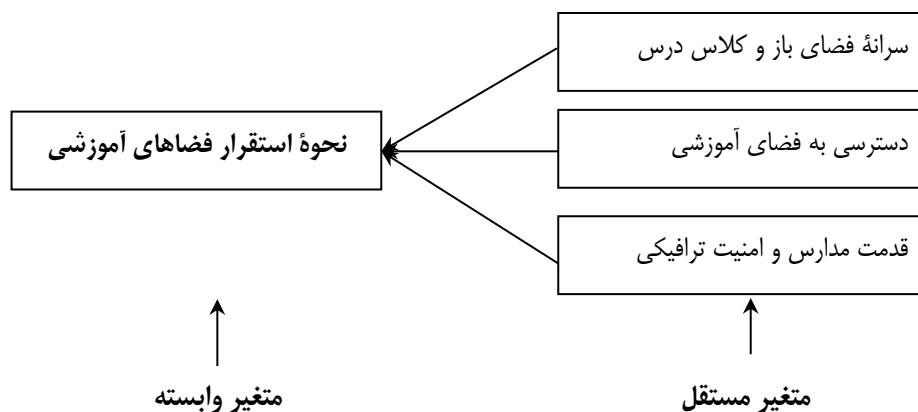 سرانهٔ فضای باز و کلاس درس
نحوهٔ استقرار فضاهای آموزشی
دسترسی به فضای آموزشی
قدمت مدارس و امنیت ترافیکی
متغیر مستقل
متغیر وابسته